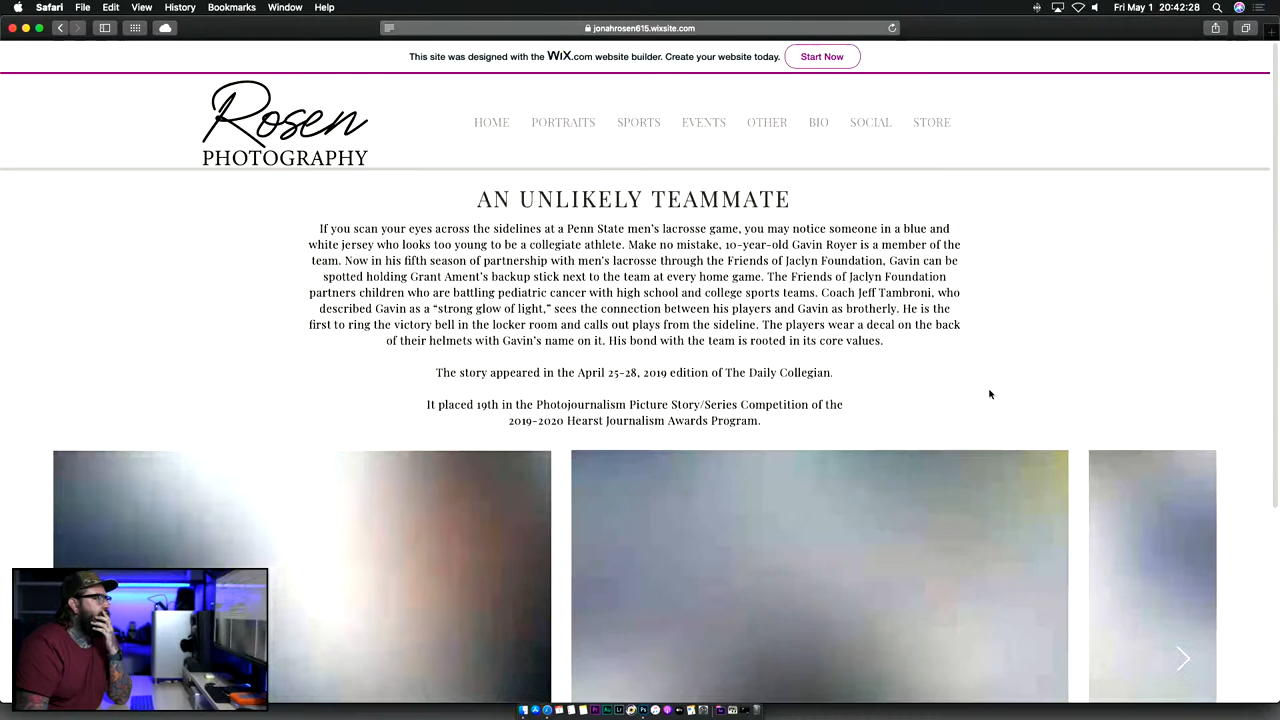 Safari File Edit View History Bookmarks Window Help Fri May 1 20:42:28
jonahrosen615.wixsite.com
This site was designed with the WiX.com website builder. Create your website today. Start Now
Rosen
PHOTOGRAPHY
HOME PORTRAITS SPORTS EVENTS OTHER BIO SOCIAL STORE
AN UNLIKELY TEAMMATE
If you scan your eyes across the sidelines at a Penn State men’s lacrosse game, you may notice someone in a blue and
white jersey who looks too young to be a collegiate athlete. Make no mistake, 10-year-old Gavin Royer is a member of the
team. Now in his fifth season of partnership with men’s lacrosse through the Friends of Jaclyn Foundation, Gavin can be
spotted holding Grant Ament’s backup stick next to the team at every home game. The Friends of Jaclyn Foundation
partners children who are battling pediatric cancer with high school and college sports teams. Coach Jeff Tambroni, who
described Gavin as a “strong glow of light,” sees the connection between his players and Gavin as brotherly. He is the
first to ring the victory bell in the locker room and calls out plays from the sideline. The players wear a decal on the back
of their helmets with Gavin’s name on it. His bond with the team is rooted in its core values.
The story appeared in the April 25-28, 2019 edition of The Daily Collegian.
It placed 19th in the Photojournalism Picture Story/Series Competition of the
2019-2020 Hearst Journalism Awards Program.